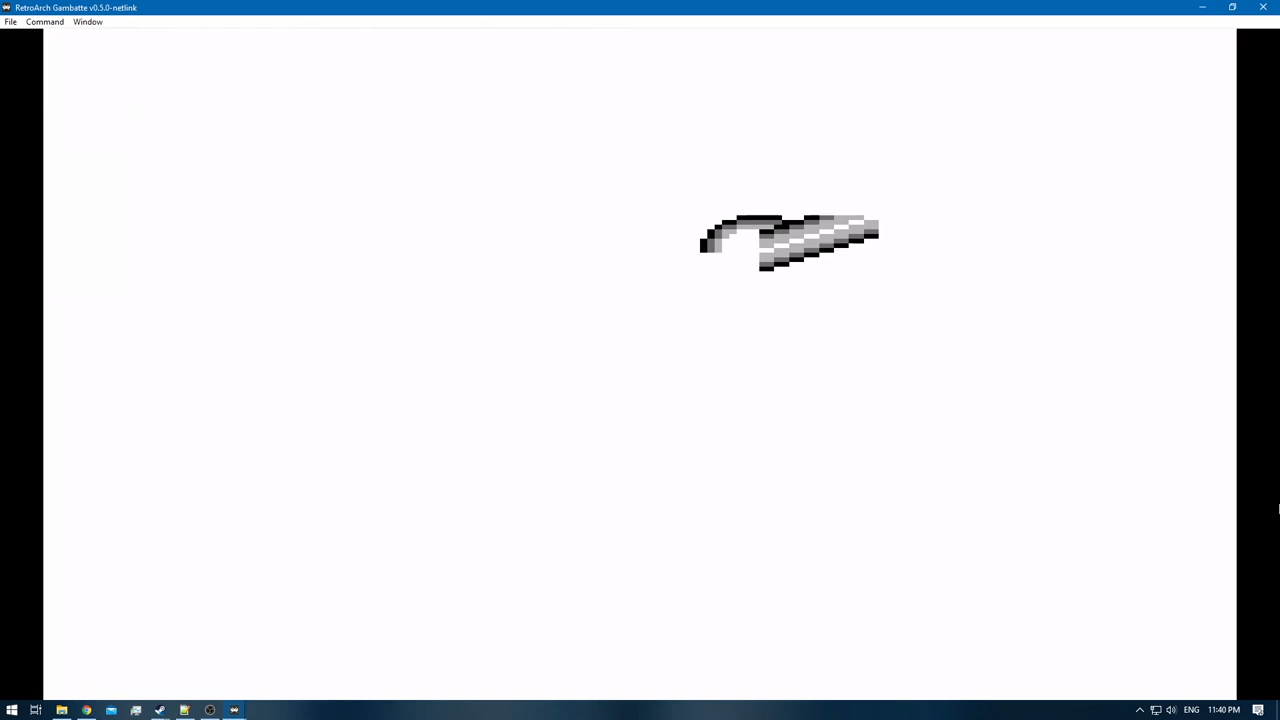 RetroArch Gambatte v0.5.0-netlink
File Command Window
ENG 11:40 PM